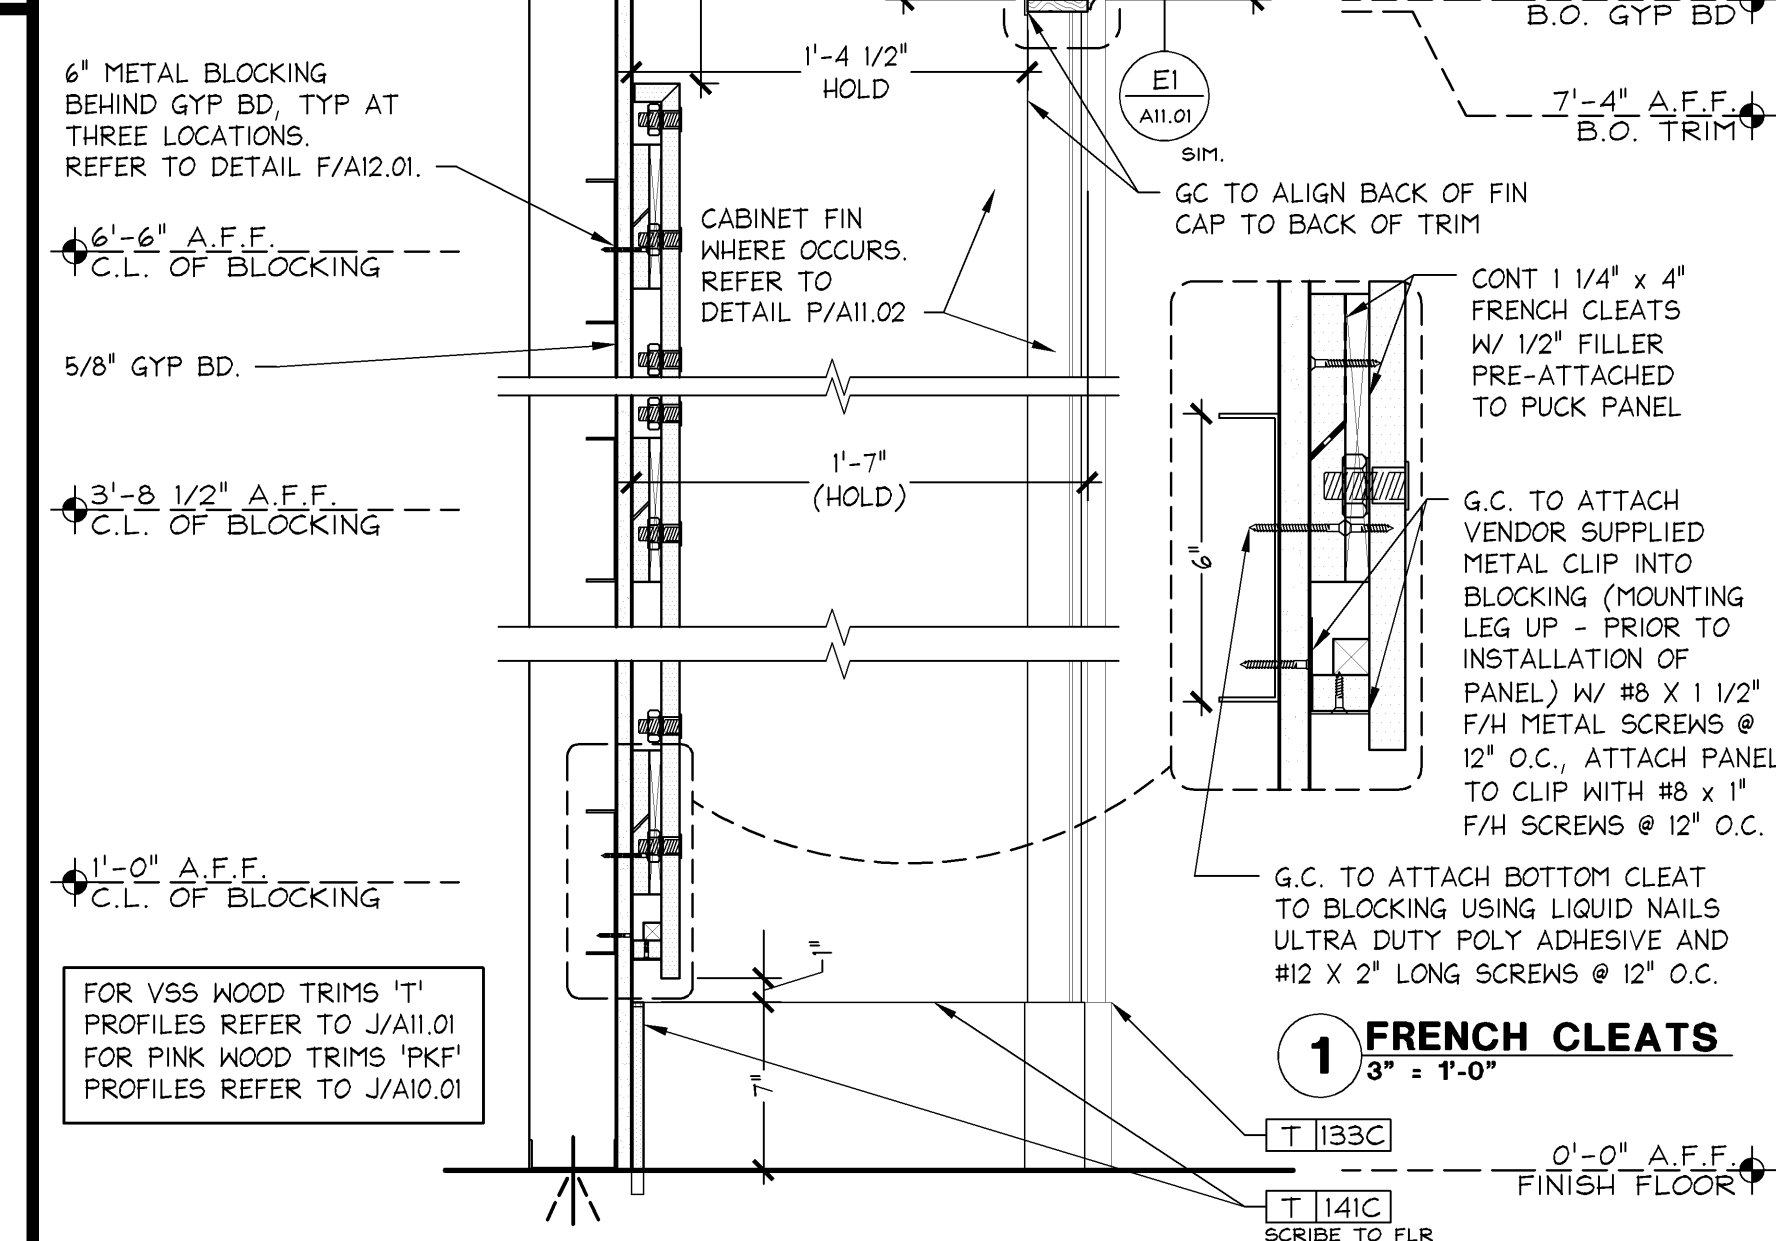 6" METAL BLOCKING
BEHIND GYP BD, TYP AT
THREE LOCATIONS.
REFER TO DETAIL F/A12.01.
6'-6" A.F.F.
C.L. OF BLOCKING
5/8" GYP BD.
3'-8 1/2" A.F.F.
C.L. OF BLOCKING
1'-0" A.F.F.
C.L. OF BLOCKING
FOR VSS WOOD TRIMS 'T'
PROFILES REFER TO J/A11.01
FOR PINK WOOD TRIMS 'PKF'
PROFILES REFER TO J/A10.01
1'-4 1/2"
HOLD
CABINET FIN
WHERE OCCURS.
REFER TO
DETAIL P/A11.02
1'-7"
(HOLD)
1"
7"
E1
A11.01
SIM.
B.O. GYP BD
7'-4" A.F.F.
B.O. TRIM
GC TO ALIGN BACK OF FIN
CAP TO BACK OF TRIM
CONT 1 1/4" x 4"
FRENCH CLEATS
W/ 1/2" FILLER
PRE-ATTACHED
TO PUCK PANEL
6"
G.C. TO ATTACH
VENDOR SUPPLIED
METAL CLIP INTO
BLOCKING (MOUNTING
LEG UP - PRIOR TO
INSTALLATION OF
PANEL) W/ #8 X 1 1/2"
F/H METAL SCREWS @
12" O.C., ATTACH PANEL
TO CLIP WITH #8 x 1"
F/H SCREWS @ 12" O.C.
G.C. TO ATTACH BOTTOM CLEAT
TO BLOCKING USING LIQUID NAILS
ULTRA DUTY POLY ADHESIVE AND
#12 X 2" LONG SCREWS @ 12" O.C.
1 FRENCH CLEATS
3" = 1'-0"
T 133C
0'-0" A.F.F.
FINISH FLOOR
T 141C
SCRIBE TO FLR